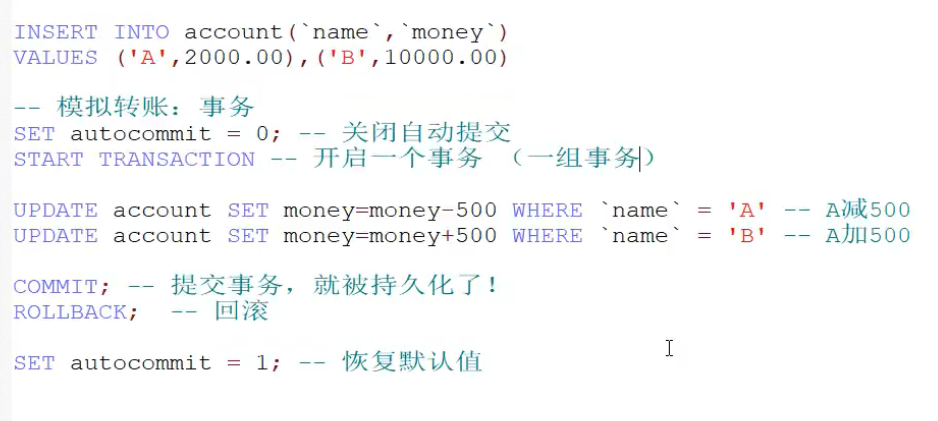 INSERT INTO account(`name`,`money`)
VALUES ('A',2000.00),('B',10000.00)
-- 模拟转账：事务
SET autocommit = 0; -- 关闭自动提交
START TRANSACTION -- 开启一个事务 （一组事务）
UPDATE account SET money=money-500 WHERE `name` = 'A' -- A减500
UPDATE account SET money=money+500 WHERE `name` = 'B' -- A加500
COMMIT; -- 提交事务，就被持久化了！
ROLLBACK;  -- 回滚
SET autocommit = 1; -- 恢复默认值